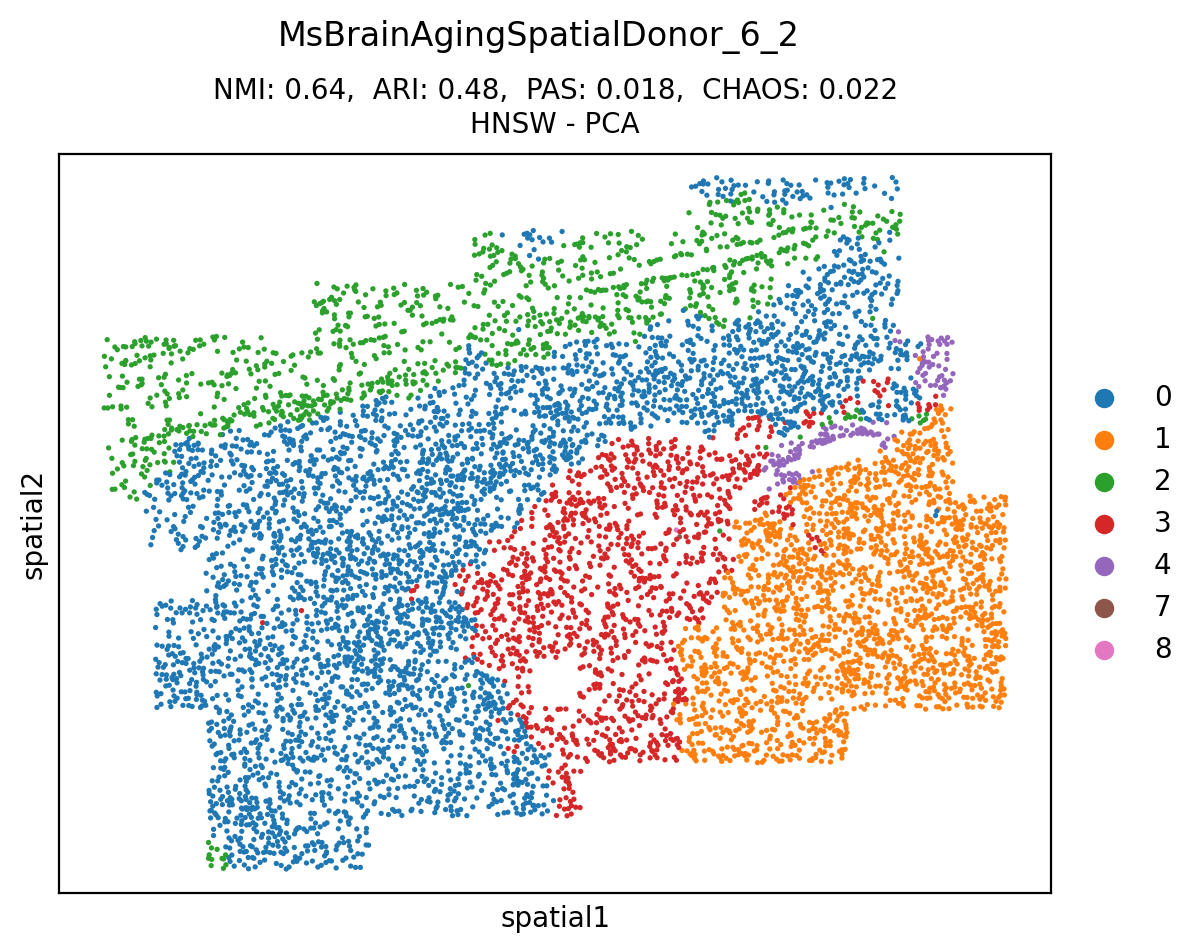 MsBrainAgingSpatialDonor_6_2
NMI: 0.64,  ARI: 0.48,  PAS: 0.018,  CHAOS: 0.022
HNSW - PCA
spatial2
0
1
2
3
4
7
8
spatial1